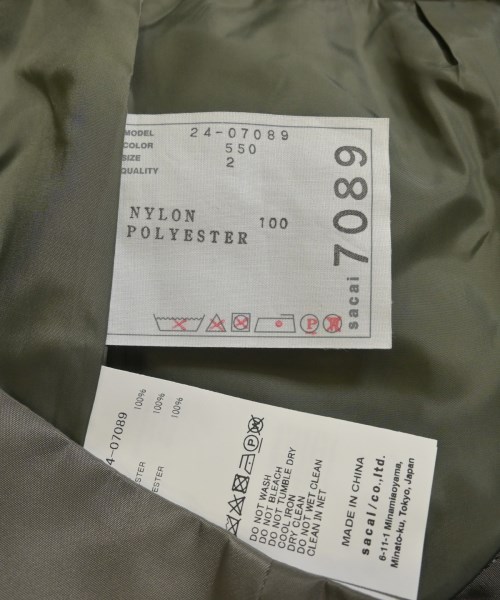 MODEL 24-07089
COLOR 550
SIZE 2
QUALITY
NYLON 100
POLYESTER
sacai 7089
P
4-07089
100%
100%
100%
ESTER
ESTER
P
DO NOT WASH
DO NOT BLEACH
DO NOT TUMBLE DRY
COOL IRON
DRY CLEAN
DO NOT WET CLEAN
CLEAN IN NET
MADE IN CHINA
sacai/co.,ltd.
6-11-1 Minamiaoyama,
Minato-ku, Tokyo, Japan